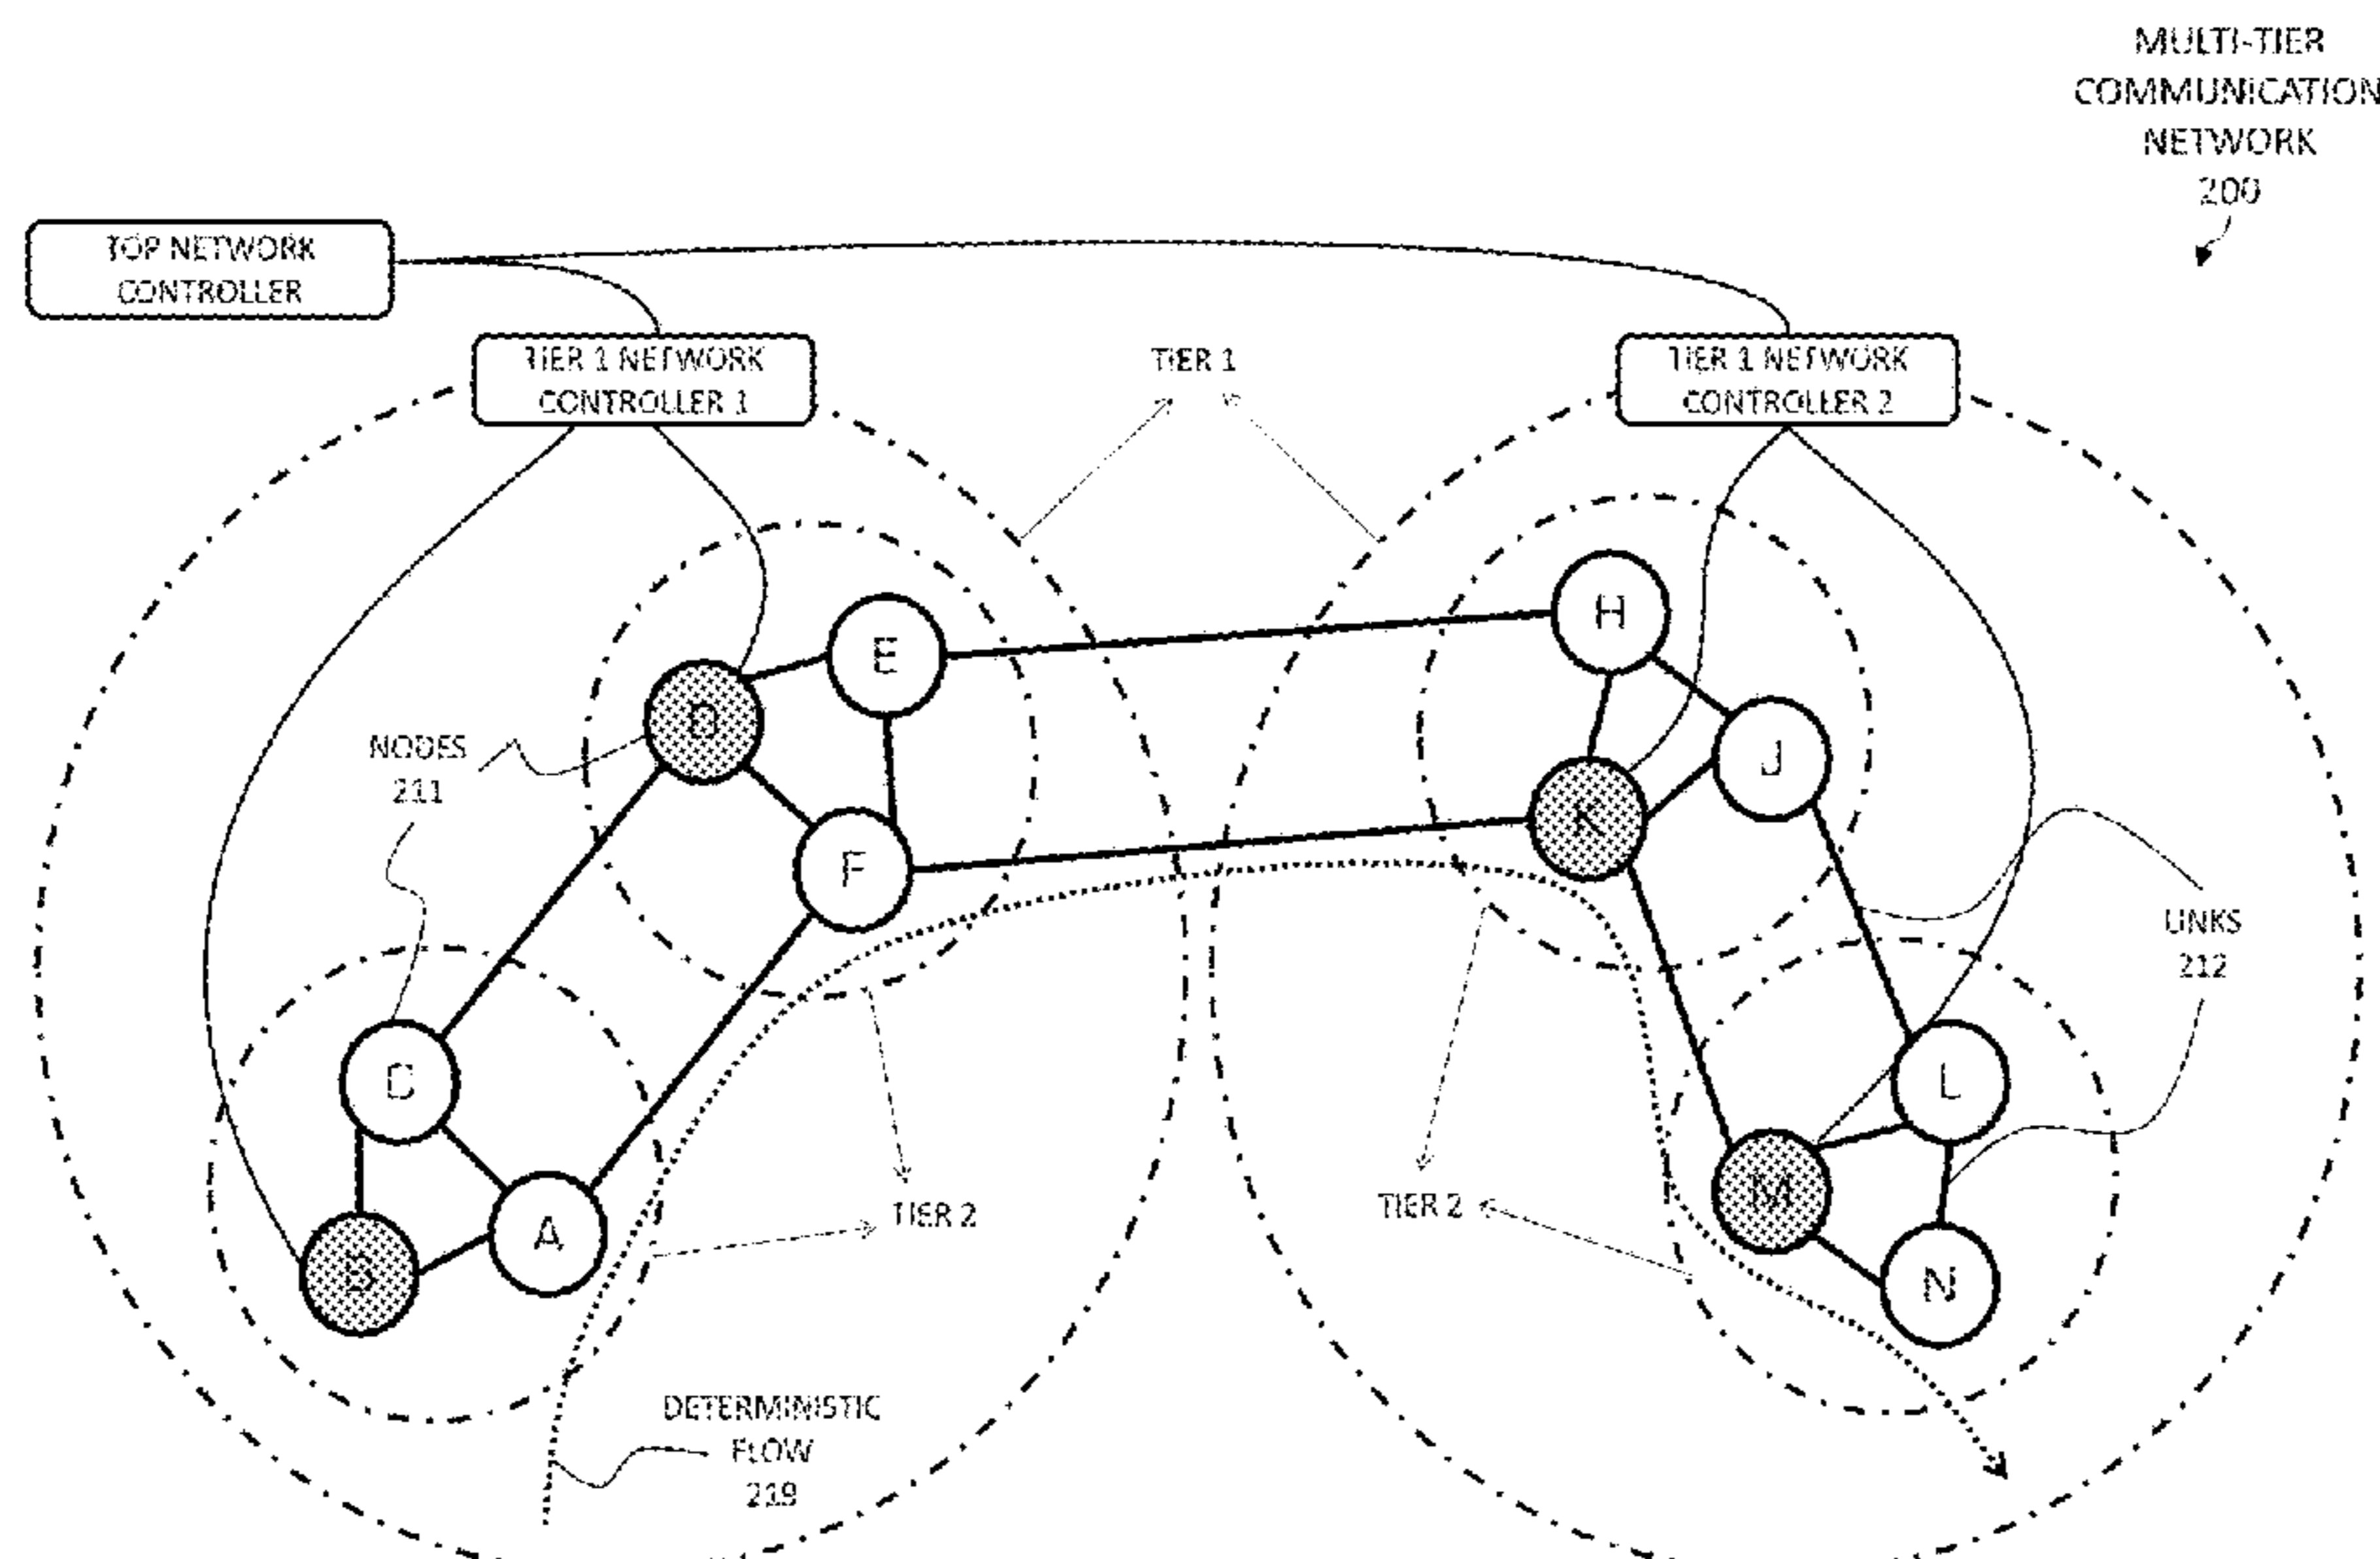 MULTI-TIER
COMMUNICATION
NETWORK
200
TOP NETWORK
CONTROLLER
TIER 1 NETWORK
CONTROLLER 1
TIER 1
TIER 1 NETWORK
CONTROLLER 2
H
E
D
J
NODES
211
K
F
LINKS
212
C
L
M
TIER 2
TIER 2
A
B
N
DETERMINISTIC
FLOW
219